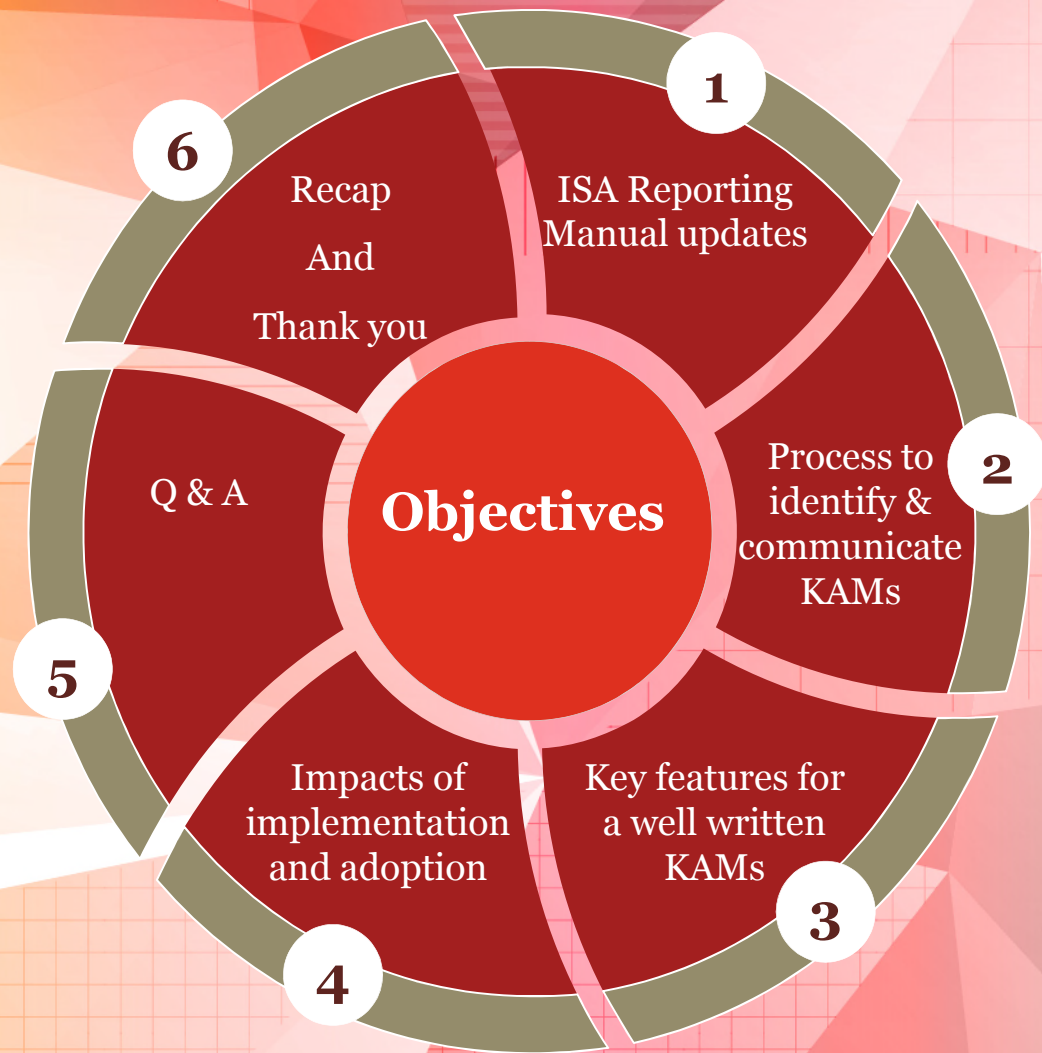 Objectives
1
ISA Reporting
Manual updates
2
Process to
identify &
communicate
KAMs
3
Key features for
a well written
KAMs
4
Impacts of
implementation
and adoption
5
Q & A
6
Recap
And
Thank you